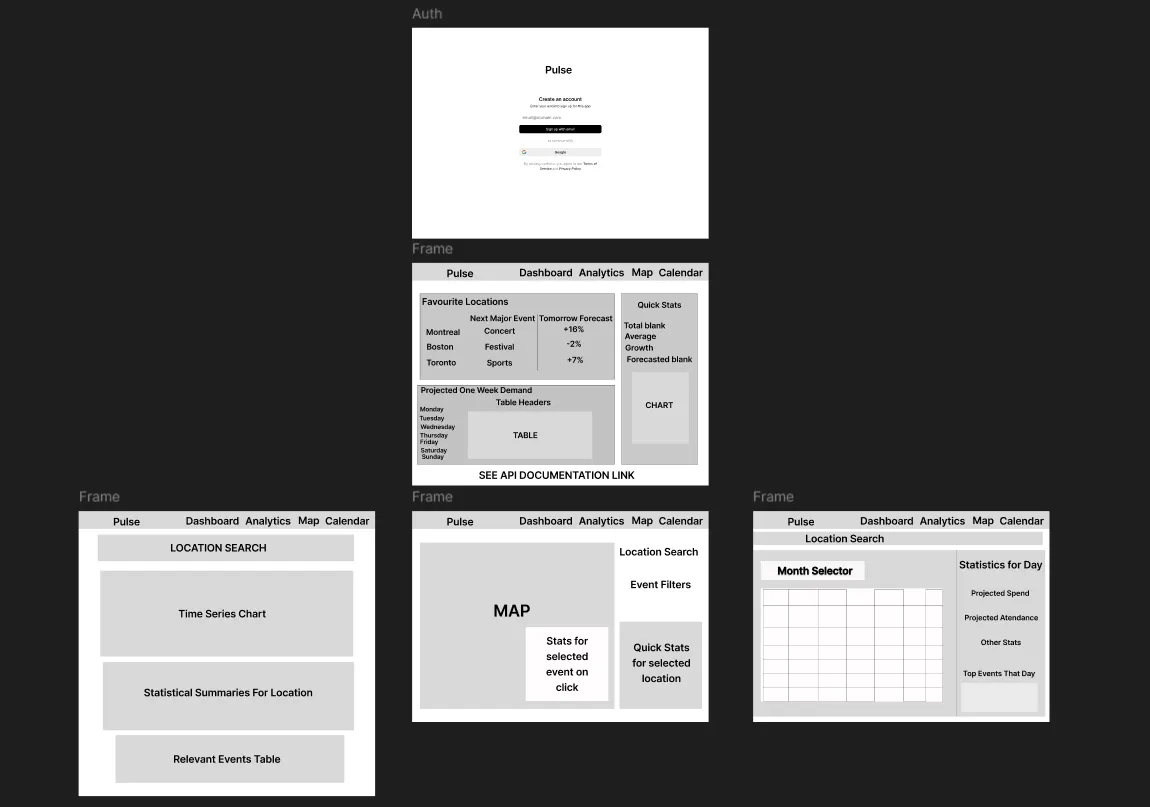 Auth
Pulse
Create an account
Enter your email to sign up for this app
email@domain.com
Sign up with email
or continue with
Google
By clicking continue, you agree to our Terms of
Service and Privacy Policy
Frame
Pulse Dashboard Analytics Map Calendar
Favourite Locations
Next Major Event Tomorrow Forecast
Montreal Concert +16%
Boston Festival -2%
Toronto Sports +7%
Quick Stats
Total blank
Average
Growth
Forecasted blank
CHART
Projected One Week Demand
Table Headers
Monday
Tuesday
Wednesday
Thursday
Friday
Saturday
Sunday
TABLE
SEE API DOCUMENTATION LINK
Frame
Pulse Dashboard Analytics Map Calendar
LOCATION SEARCH
Time Series Chart
Statistical Summaries For Location
Relevant Events Table
Frame
Pulse Dashboard Analytics Map Calendar
MAP
Stats for
selected
event on
click
Location Search
Event Filters
Quick Stats
for selected
location
Frame
Pulse Dashboard Analytics Map Calendar
Location Search
Month Selector
Statistics for Day
Projected Spend
Projected Atendance
Other Stats
Top Events That Day